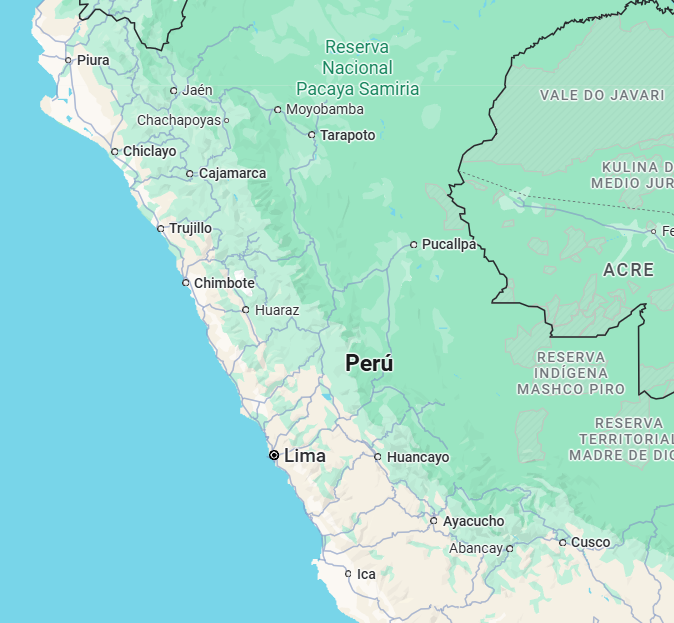 Reserva
Nacional
Pacaya Samiria
Piura
Jaén
VALE DO JAVARI
Moyobamba
Chachapoyas
Tarapoto
Chiclayo
Cajamarca
KULINA D
MEDIO JUR
Trujillo
Fe
Pucallpa
ACRE
Chimbote
Huaraz
Perú
RESERVA
INDÍGENA
MASHCO PIRO
RESERVA
TERRITORIAL
MADRE DE DIO
Lima
Huancayo
Ayacucho
Cusco
Abancay
Ica